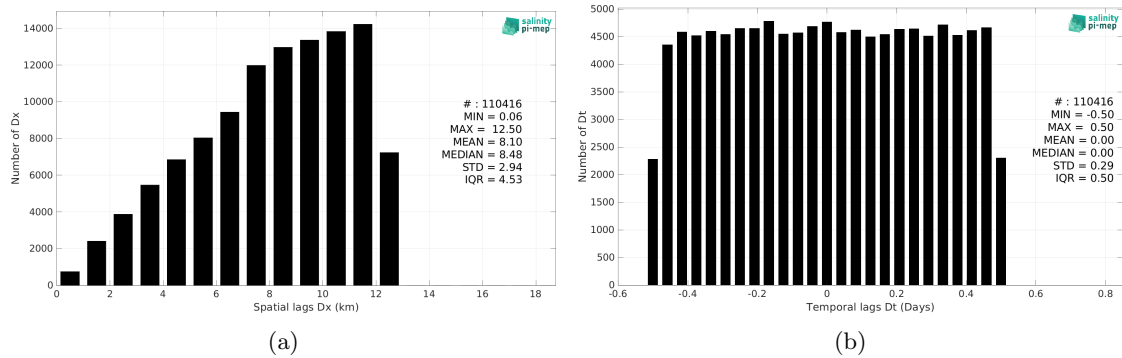 14000
12000
10000
8000
6000
4000
2000
0
Number of Dx
0 2 4 6 8 10 12 14 16 18
Spatial lags Dx (km)
salinity
pi-mep
# : 110416
MIN = 0.06
MAX = 12.50
MEAN = 8.10
MEDIAN = 8.48
STD = 2.94
IQR = 4.53
(a)
5000
4500
4000
3500
3000
2500
2000
1500
1000
500
0
Number of Dt
-0.6 -0.4 -0.2 0 0.2 0.4 0.6 0.8
Temporal lags Dt (Days)
salinity
pi-mep
# : 110416
MIN = -0.50
MAX = 0.50
MEAN = 0.00
MEDIAN = 0.00
STD = 0.29
IQR = 0.50
(b)